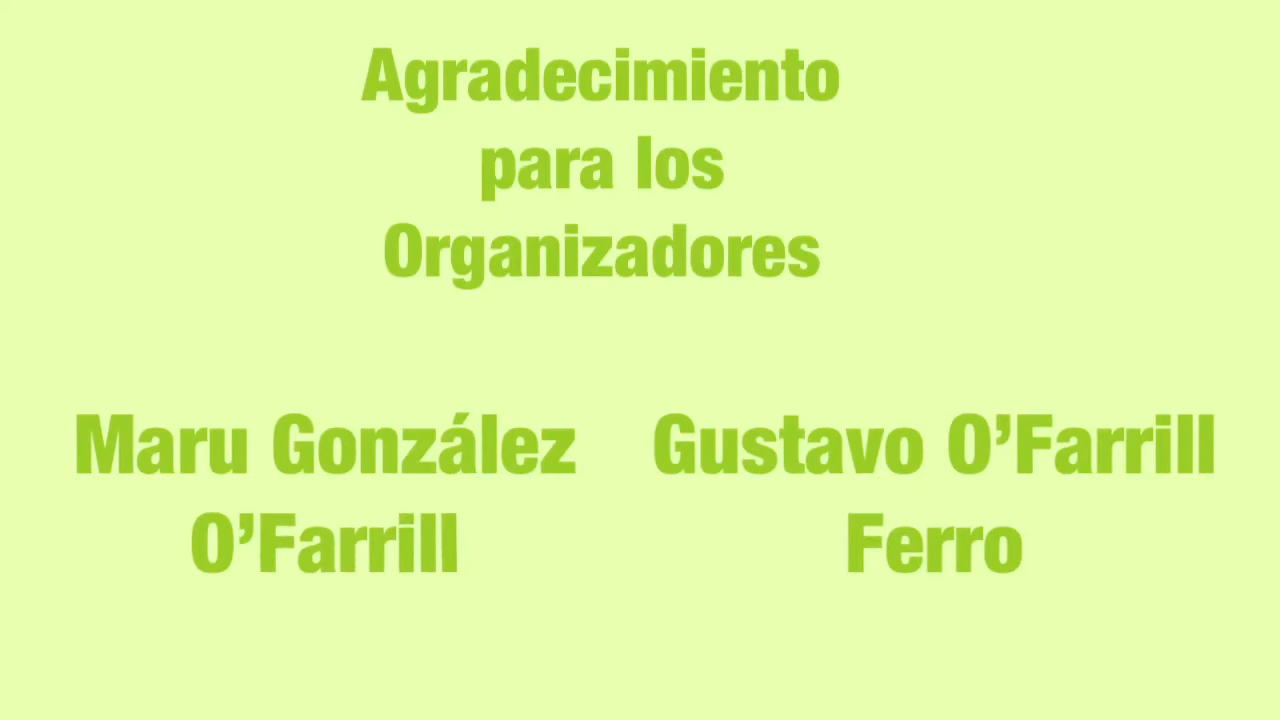 Agradecimiento
para los
Organizadores
Maru González
O’Farrill
Gustavo O’Farrill
Ferro